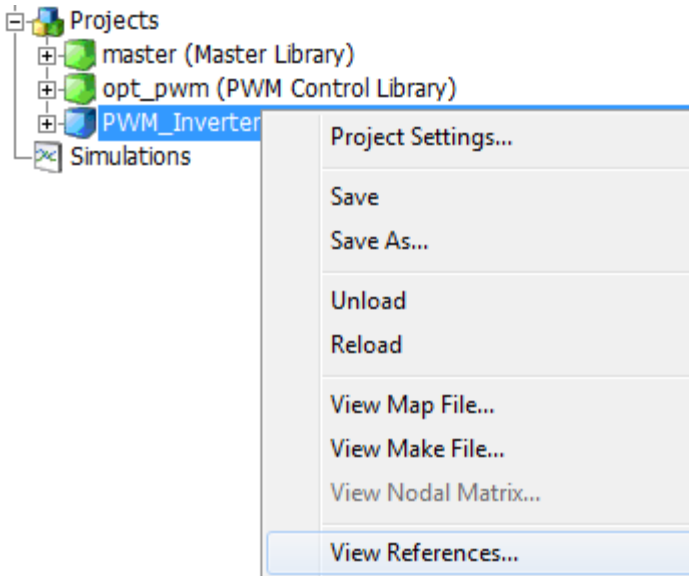 Projects
master (Master Library)
opt_pwm (PWM Control Library)
PWM_Inverter
Simulations
Project Settings...
Save
Save As...
Unload
Reload
View Map File...
View Make File...
View Nodal Matrix...
View References...